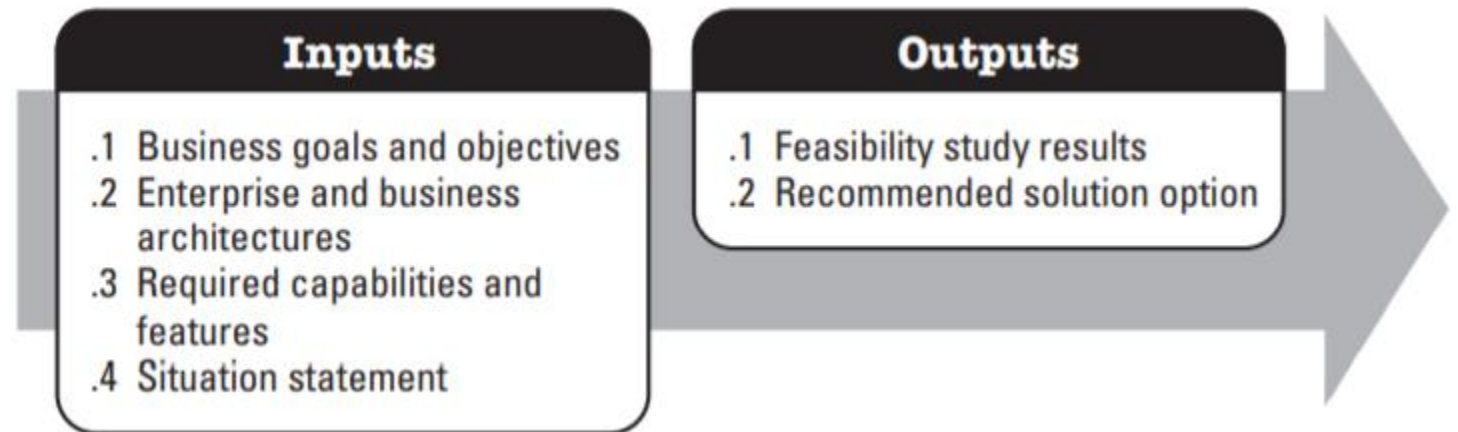 Inputs
.1 Business goals and objectives
.2 Enterprise and business
architectures
.3 Required capabilities and
features
.4 Situation statement
Outputs
.1 Feasibility study results
.2 Recommended solution option